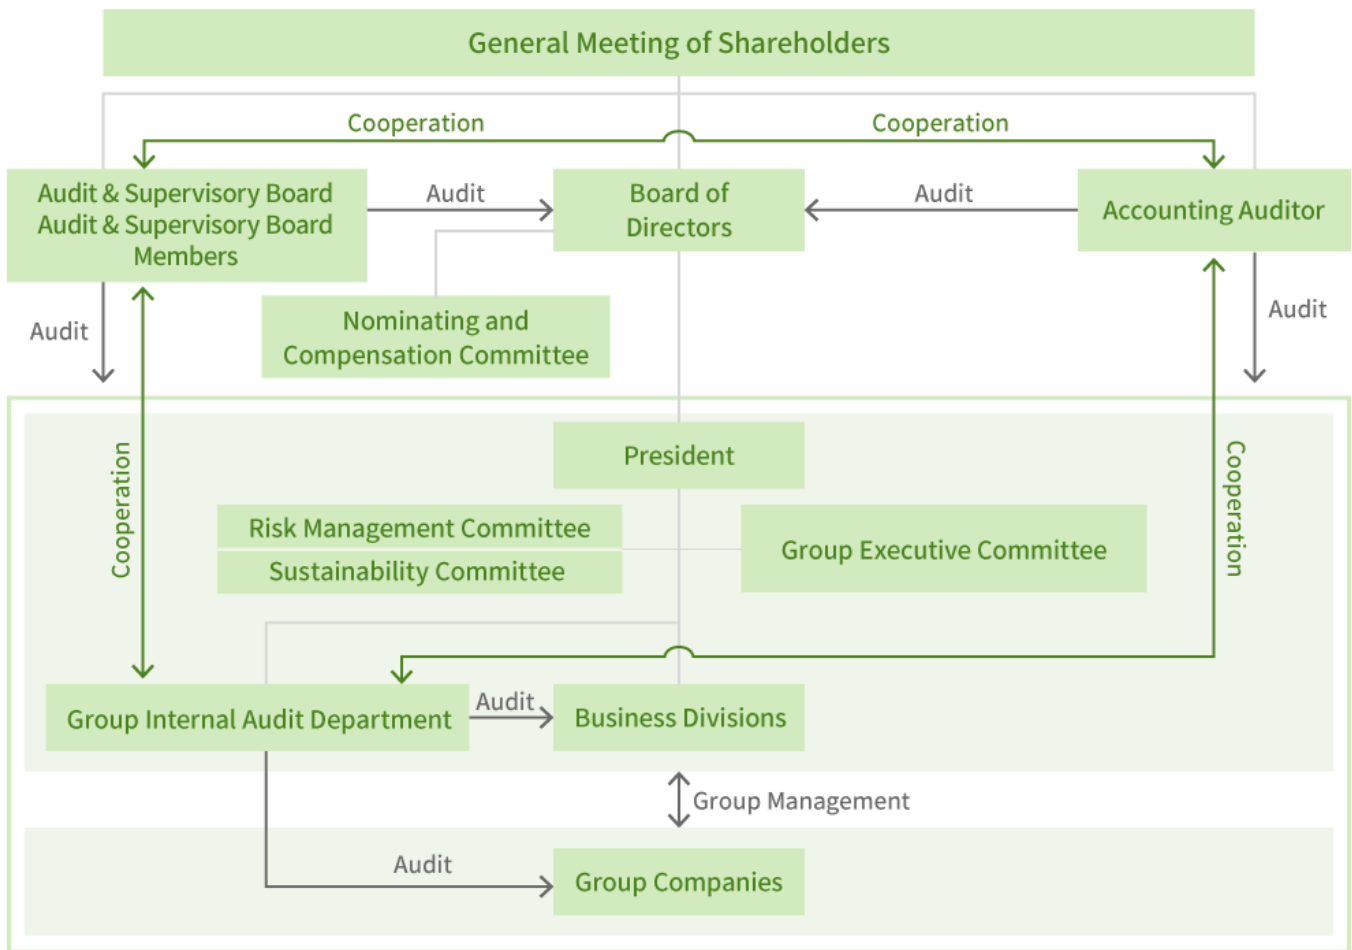 General Meeting of Shareholders
Cooperation
Cooperation
Audit & Supervisory Board
Audit & Supervisory Board
Members
Audit
Board of
Directors
Audit
Accounting Auditor
Audit
Nominating and
Compensation Committee
Audit
President
Cooperation
Risk Management Committee
Sustainability Committee
Group Executive Committee
Cooperation
Group Internal Audit Department
Audit
Business Divisions
Group Management
Audit
Group Companies